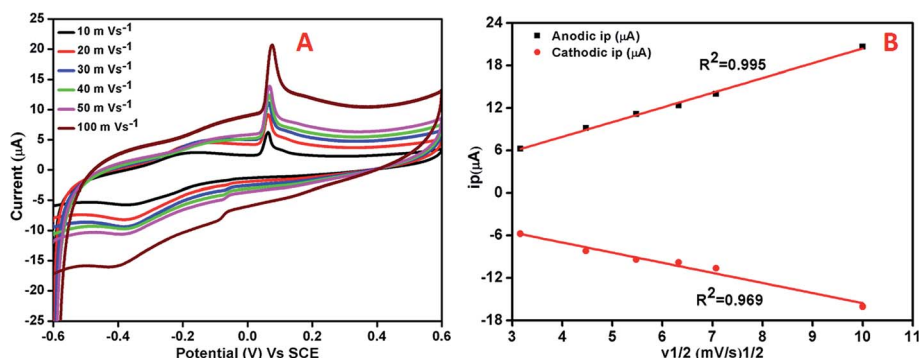 25
20
15
10
5
0
-5
-10
-15
-20
-25
Current (µA)
10 m Vs-1
20 m Vs-1
30 m Vs-1
40 m Vs-1
50 m Vs-1
100 m Vs-1
A
-0.6 -0.4 -0.2 0.0 0.2 0.4 0.6
Potential (V) Vs SCE
24
18
12
6
0
-6
-12
-18
ip(µA)
Anodic ip (µA)
Cathodic ip (µA)
B
R2=0.995
R2=0.969
3 4 5 6 7 8 9 10 11
v1/2 (mV/s)1/2